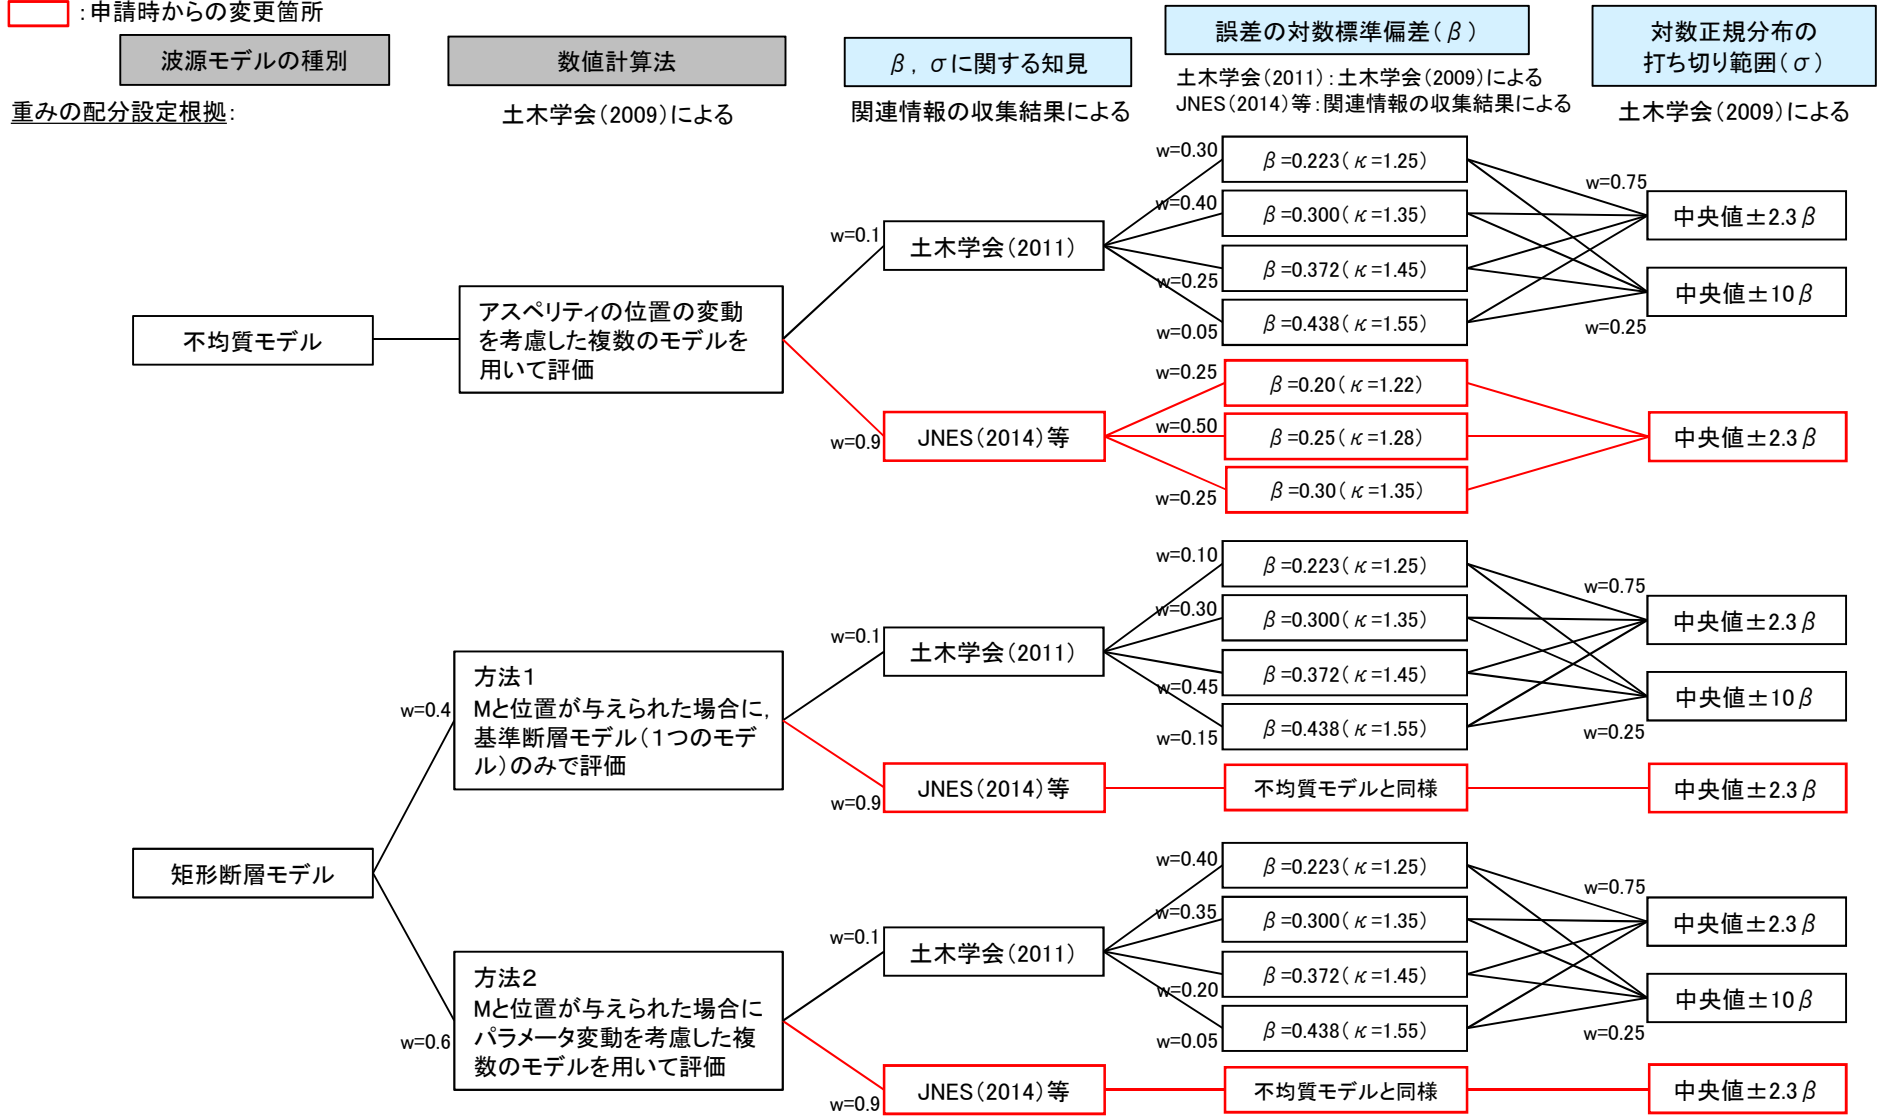 :申請時からの変更箇所
波源モデルの種別
数値計算法
β, σに関する知見
誤差の対数標準偏差(β)
対数正規分布の
打ち切り範囲(σ)
重みの配分設定根拠:
土木学会(2009)による
関連情報の収集結果による
土木学会(2011):土木学会(2009)による
JNES(2014)等:関連情報の収集結果による
土木学会(2009)による
不均質モデル
アスペリティの位置の変動
を考慮した複数のモデルを
用いて評価
w=0.1
土木学会(2011)
w=0.30
β=0.223(κ=1.25)
w=0.40
β=0.300(κ=1.35)
w=0.25
β=0.372(κ=1.45)
w=0.05
β=0.438(κ=1.55)
w=0.75
中央値±2.3β
中央値±10β
w=0.25
w=0.9
JNES(2014)等
w=0.25
β=0.20(κ=1.22)
w=0.50
β=0.25(κ=1.28)
w=0.25
β=0.30(κ=1.35)
中央値±2.3β
矩形断層モデル
w=0.4
方法1
Mと位置が与えられた場合に,
基準断層モデル(1つのモデ
ル)のみで評価
w=0.1
土木学会(2011)
w=0.10
β=0.223(κ=1.25)
w=0.30
β=0.300(κ=1.35)
w=0.45
β=0.372(κ=1.45)
w=0.15
β=0.438(κ=1.55)
w=0.75
中央値±2.3β
中央値±10β
w=0.25
w=0.9
JNES(2014)等
不均質モデルと同様
中央値±2.3β
w=0.6
方法2
Mと位置が与えられた場合に
パラメータ変動を考慮した複
数のモデルを用いて評価
w=0.1
土木学会(2011)
w=0.40
β=0.223(κ=1.25)
w=0.35
β=0.300(κ=1.35)
w=0.20
β=0.372(κ=1.45)
w=0.05
β=0.438(κ=1.55)
w=0.75
中央値±2.3β
中央値±10β
w=0.25
w=0.9
JNES(2014)等
不均質モデルと同様
中央値±2.3β